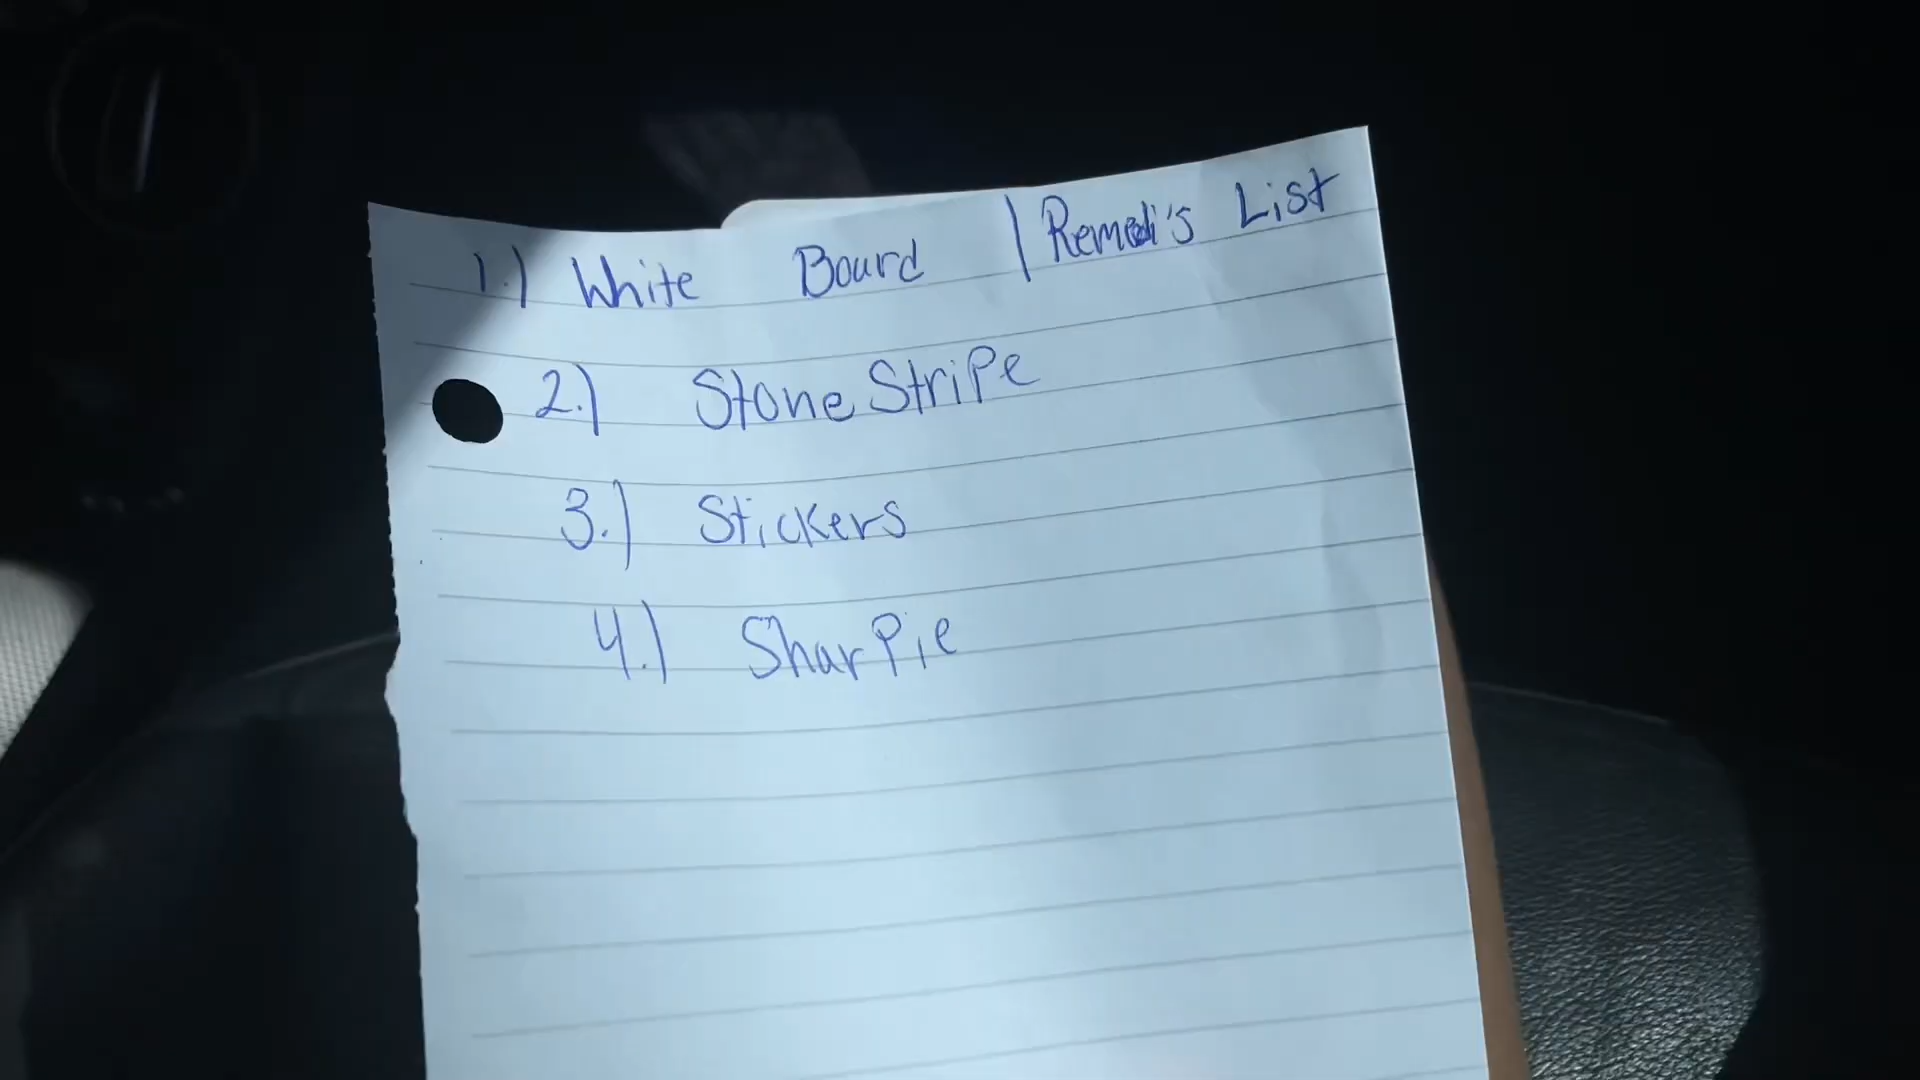 1.) White Board | Remedi's List
2.) Stone Stripe
3.) Stickers
4.) Sharpie